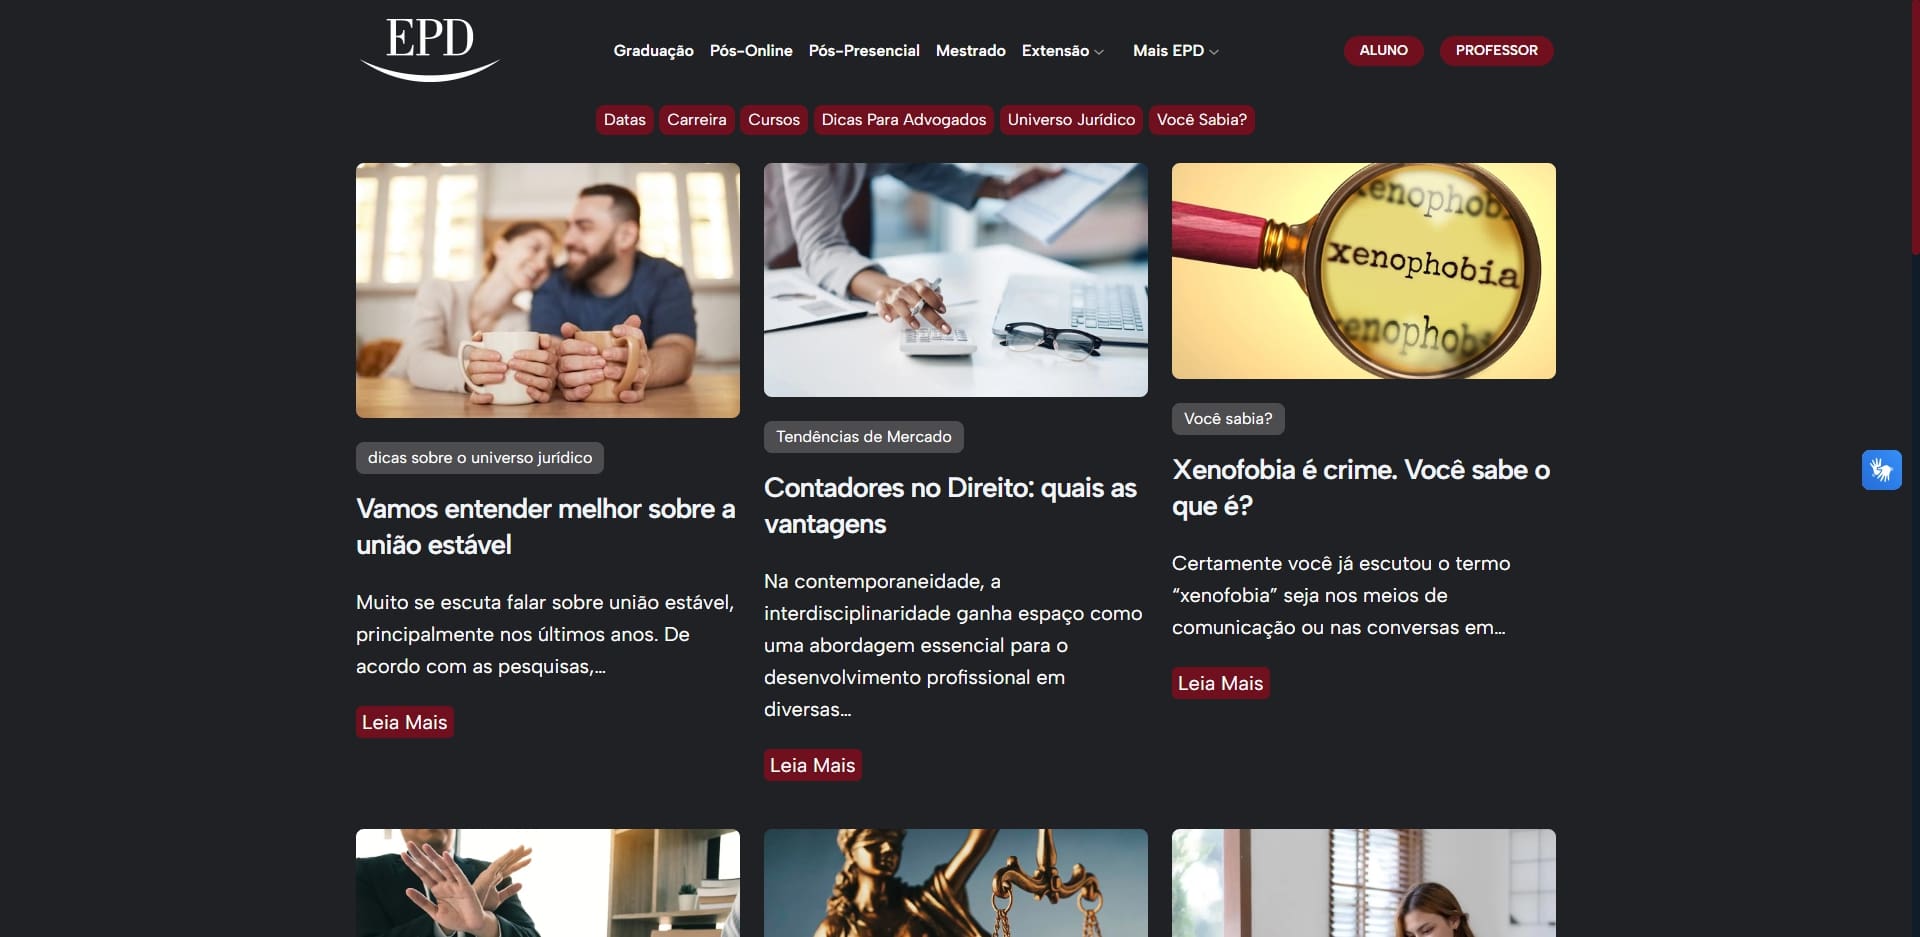 EPD
Graduação Pós-Online Pós-Presencial Mestrado Extensão Mais EPD
ALUNO PROFESSOR
Datas Carreira Cursos Dicas Para Advogados Universo Jurídico Você Sabia?
xenophob
xenophobia
xenophob
dicas sobre o universo jurídico
Vamos entender melhor sobre a
união estável
Muito se escuta falar sobre união estável,
principalmente nos últimos anos. De
acordo com as pesquisas,…
Leia Mais
Tendências de Mercado
Contadores no Direito: quais as
vantagens
Na contemporaneidade, a
interdisciplinaridade ganha espaço como
uma abordagem essencial para o
desenvolvimento profissional em
diversas…
Leia Mais
Você sabia?
Xenofobia é crime. Você sabe o
que é?
Certamente você já escutou o termo
“xenofobia” seja nos meios de
comunicação ou nas conversas em…
Leia Mais